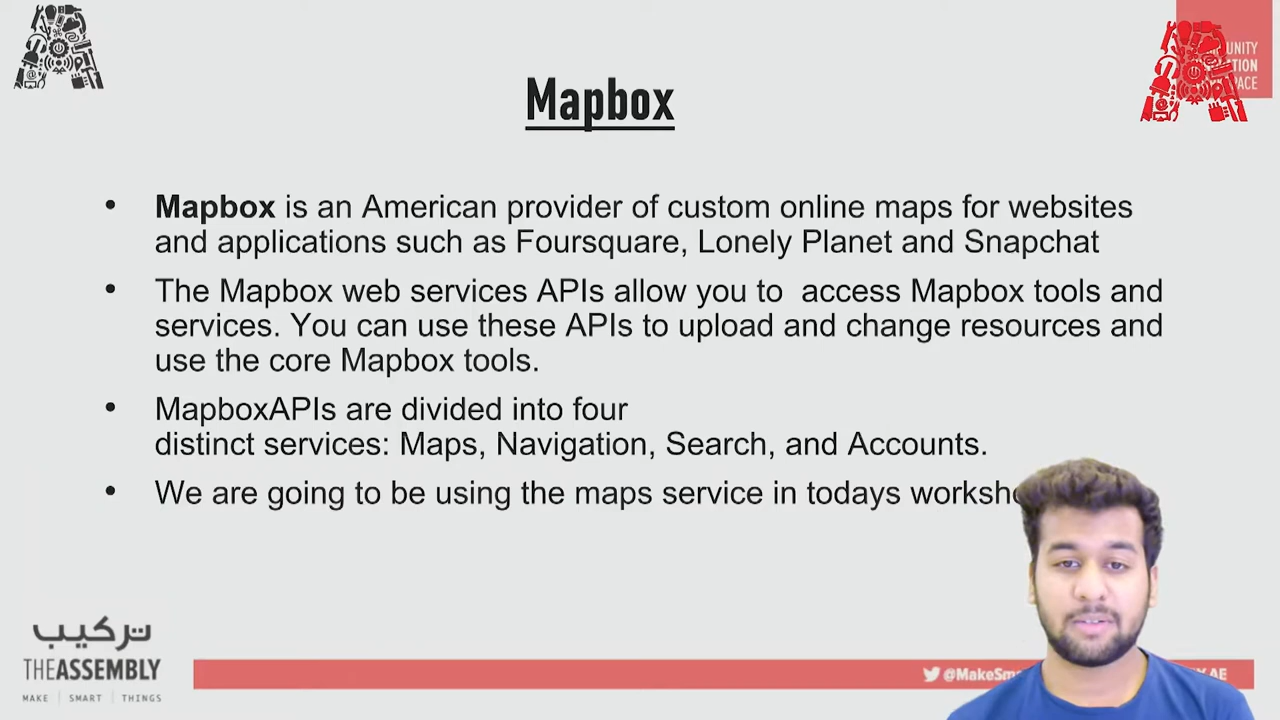 UNITY
TION
ACE
Mapbox
• Mapbox is an American provider of custom online maps for websites
and applications such as Foursquare, Lonely Planet and Snapchat
• The Mapbox web services APIs allow you to  access Mapbox tools and
services. You can use these APIs to upload and change resources and
use the core Mapbox tools.
• MapboxAPIs are divided into four
distinct services: Maps, Navigation, Search, and Accounts.
• We are going to be using the maps service in todays
تركيب
THEASSEMBLY
MAKE | SMART | THINGS